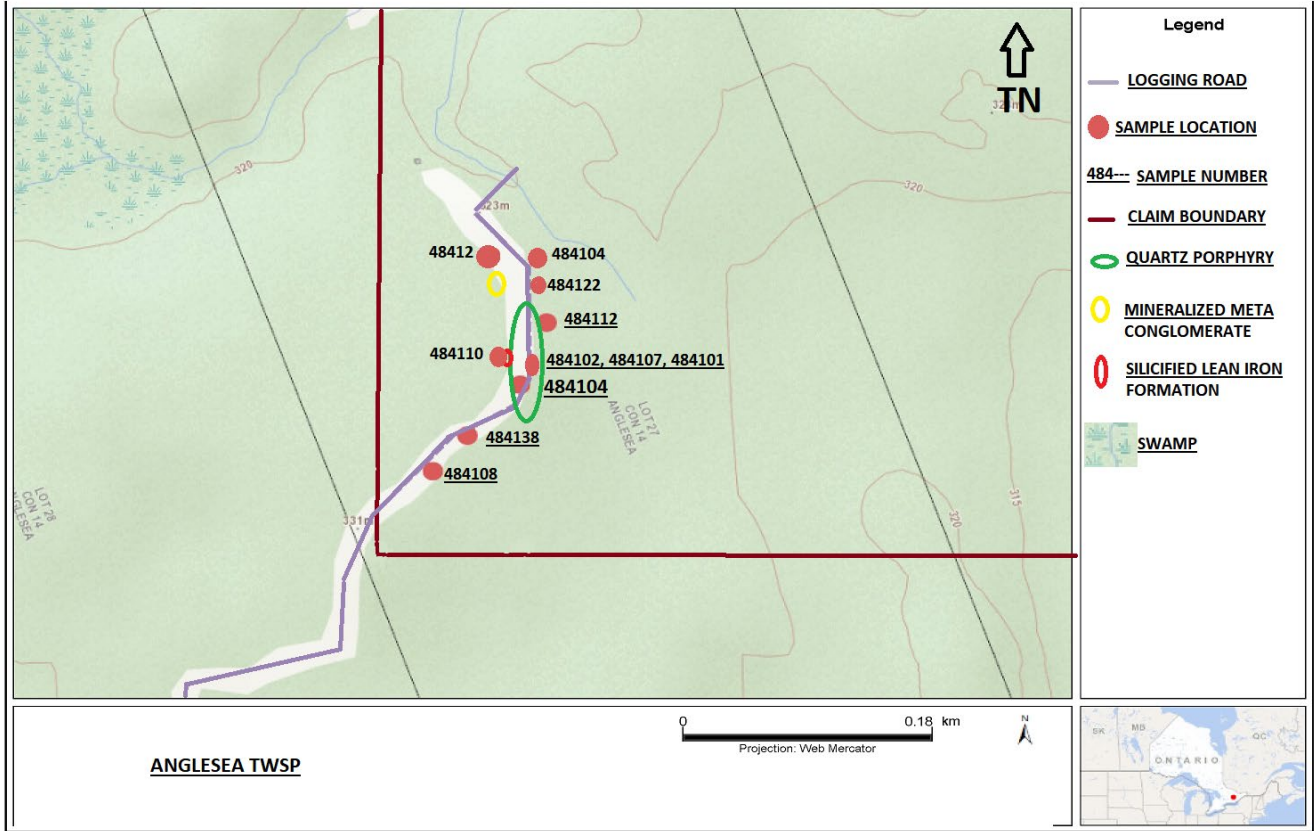 TN
328m
320
320
323m
48412
484104
484122
484112
484110
484102, 484107, 484101
484104
LOT 27
CON 14
ANGLESEA
484138
484108
LOT 28
CON 14
ANGLESEA
331m
320
315
Legend
LOGGING ROAD
SAMPLE LOCATION
484--- SAMPLE NUMBER
CLAIM BOUNDARY
QUARTZ PORPHYRY
MINERALIZED META
CONGLOMERATE
SILICIFIED LEAN IRON
FORMATION
SWAMP
ANGLESEA TWSP
0 0.18 km
Projection: Web Mercator
N
SK
MB
ONTARIO
QC